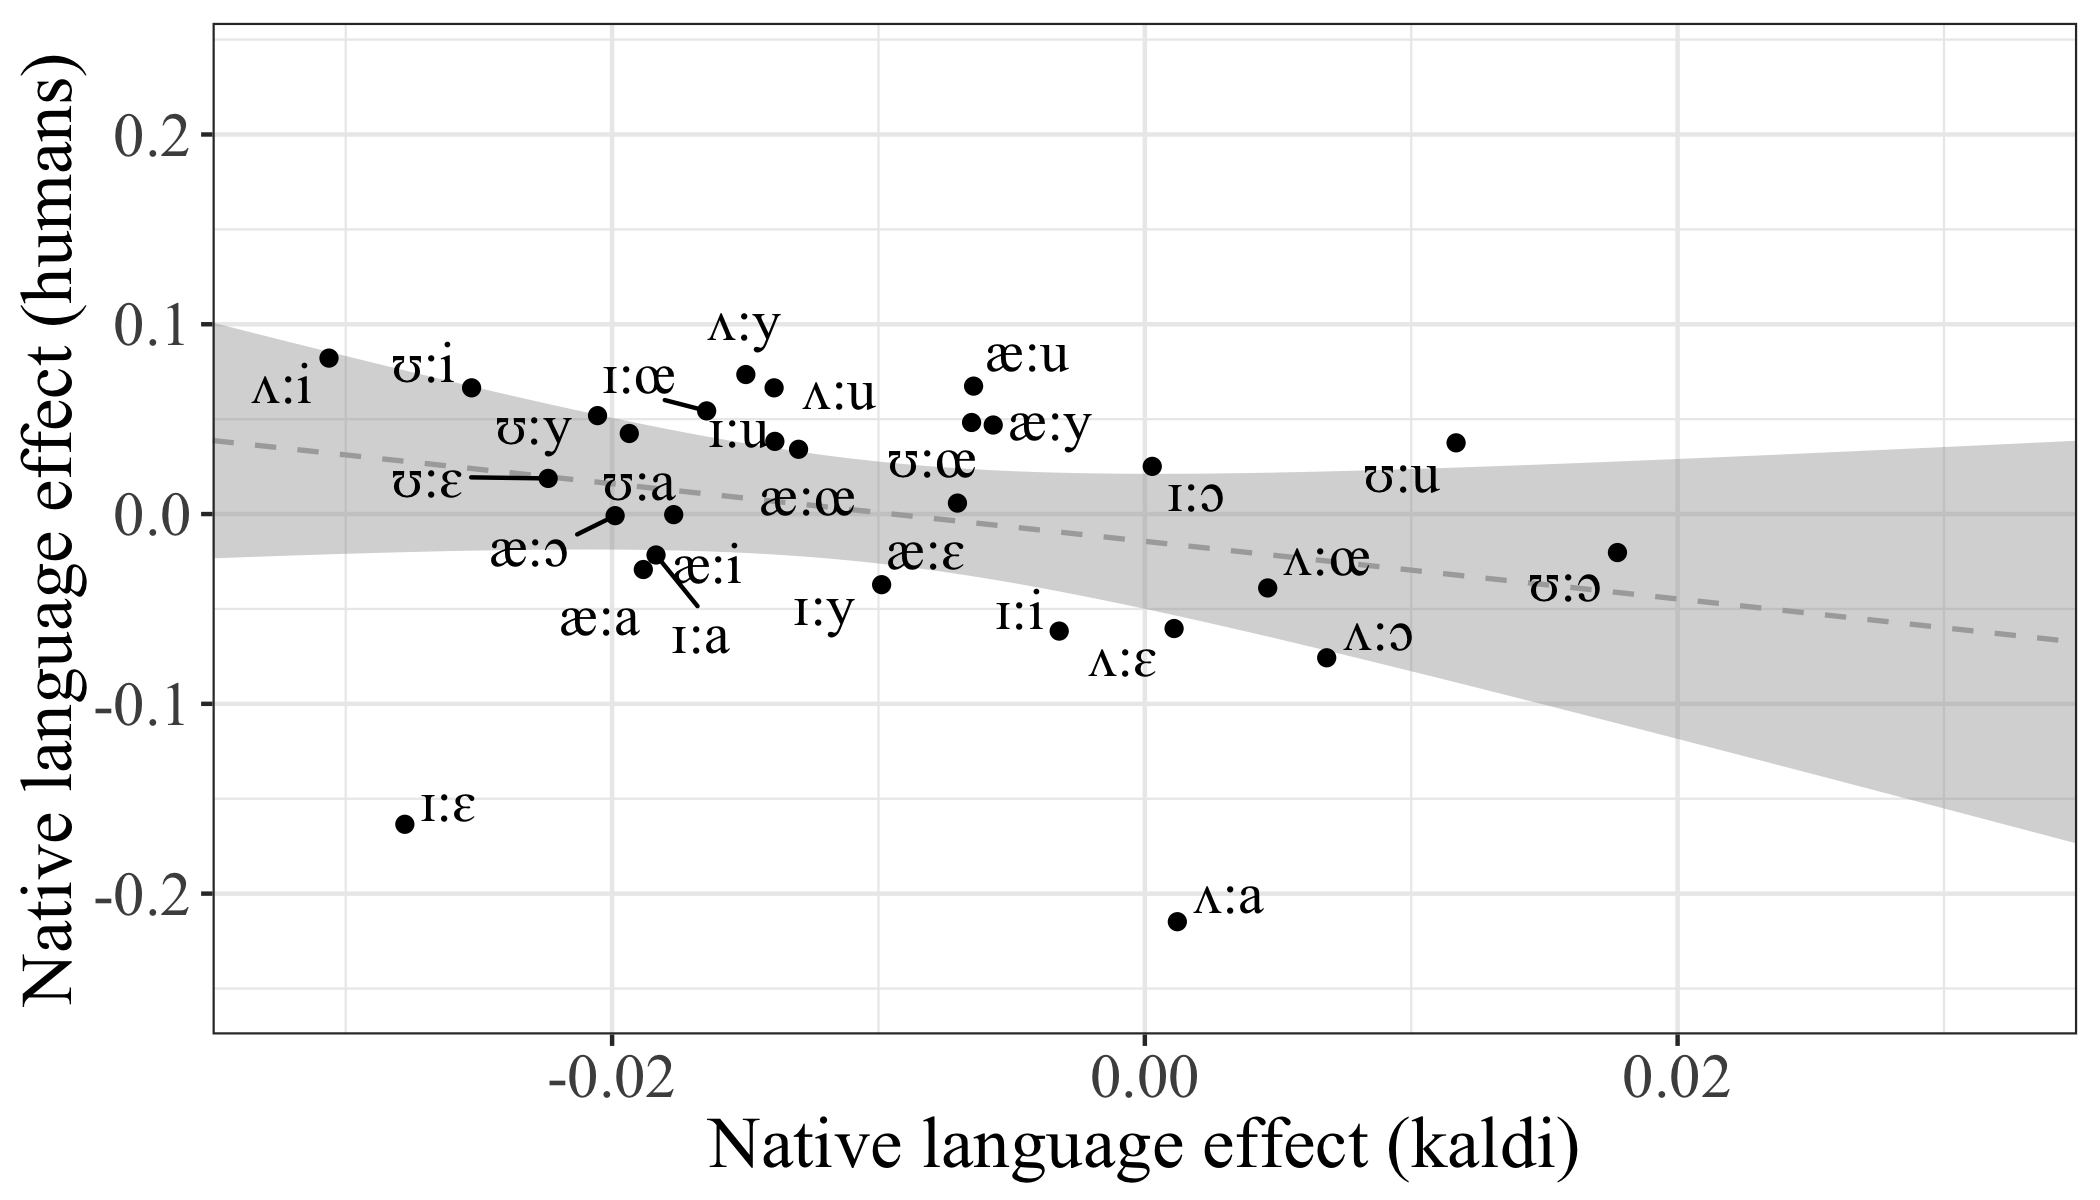 Native language effect (humans)
0.2
0.1
0.0
-0.1
-0.2
ʌ:y
æ:u
ʊ:i
ɪ:œ
ʌ:i
ʌ:u
ʊ:y
ɪ:u
æ:y
ʊ:œ
ʊ:ɛ
ʊ:a
æ:œ
ɪ:ɔ
ʊ:u
æ:ɔ
æ:i
æ:ɛ
ʌ:œ
ʊ:ɔ
æ:a
ɪ:a
ɪ:y
ɪ:i
ʌ:ɛ
ʌ:ɔ
ɪ:ɛ
ʌ:a
-0.02
0.00
0.02
Native language effect (kaldi)